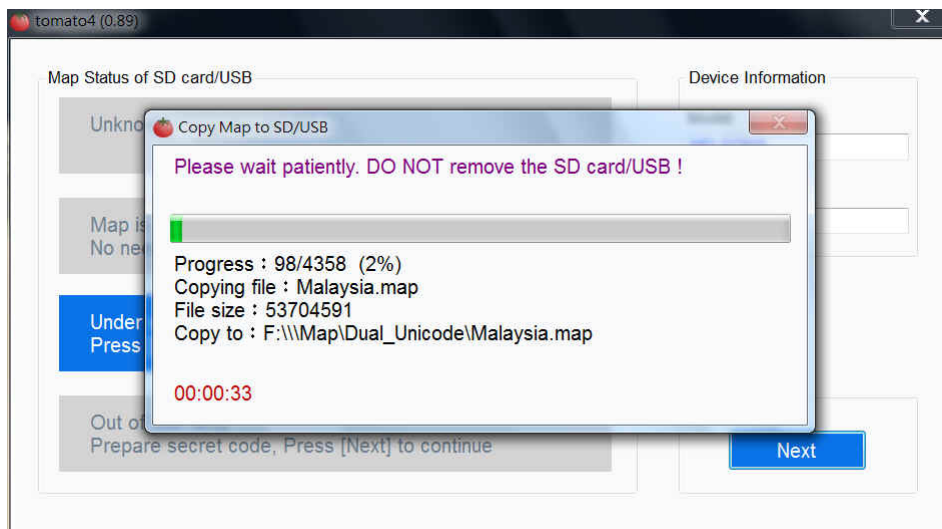 tomato4 (0.89)
X
Map Status of SD card/USB
Device Information
Unkno
Copy Map to SD/USB
X
Please wait patiently. DO NOT remove the SD card/USB !
Map is
No nee
Progress：98/4358 (2%)
Copying file：Malaysia.map
File size：53704591
Copy to：F:\\\Map\Dual_Unicode\Malaysia.map
Under
Press
00:00:33
Out of
Prepare secret code, Press [Next] to continue
Next